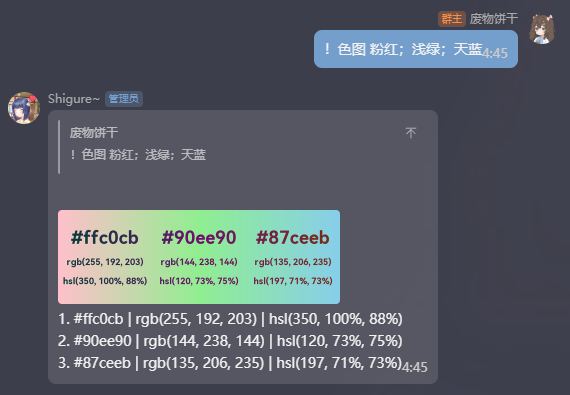 群主 废物饼干
！色图 粉红；浅绿；天蓝 4:45
Shigure~ 管理员
废物饼干
！色图 粉红；浅绿；天蓝
#ffc0cb #90ee90 #87ceeb
rgb(255, 192, 203) rgb(144, 238, 144) rgb(135, 206, 235)
hsl(350, 100%, 88%) hsl(120, 73%, 75%) hsl(197, 71%, 73%)
1. #ffc0cb | rgb(255, 192, 203) | hsl(350, 100%, 88%)
2. #90ee90 | rgb(144, 238, 144) | hsl(120, 73%, 75%)
3. #87ceeb | rgb(135, 206, 235) | hsl(197, 71%, 73%) 4:45